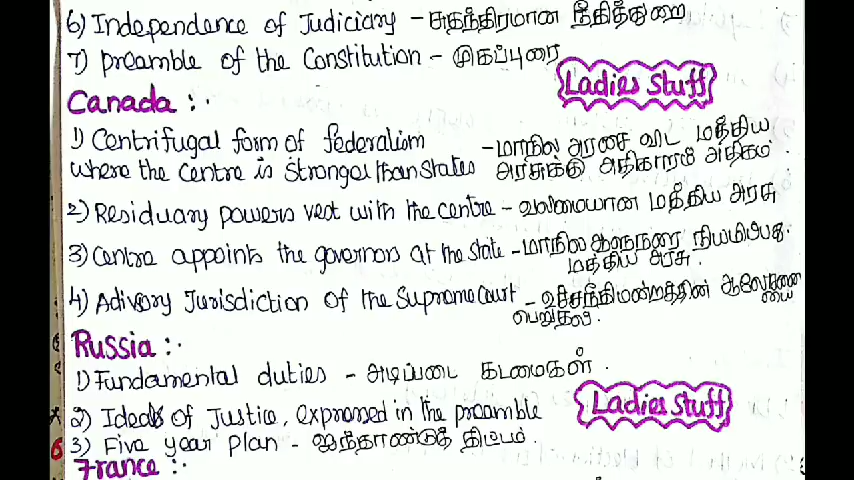 6) Independence of Judiciary - சுதந்திரமான நீதித்துறை
7) Preamble of the Constitution - முகப்புரை
Ladies Stuff
Canada :-
1) Centrifugal form of federalism - மாநில அரசை விட மத்திய
where the centre is stronger than states அரசுக்கு அதிகாரம் அதிகம்.
2) Residuary powers vest with the centre - வலிமையான மத்திய அரசு
3) Centre appoints the governors at the state - மாநில ஆளுநரை நியமிப்பது
மத்திய அரசு.
4) Advisory Jurisdiction of the Supreme Court - உச்சநீதிமன்றத்தின்
பெறுதல்.
Russia :-
1) Fundamental duties - அடிப்படை கடமைகள்.
2) Ideals of Justice, expressed in the preamble
Ladies Stuff
3) Five year plan - ஐந்தாண்டுத் திட்டம்.
France :-